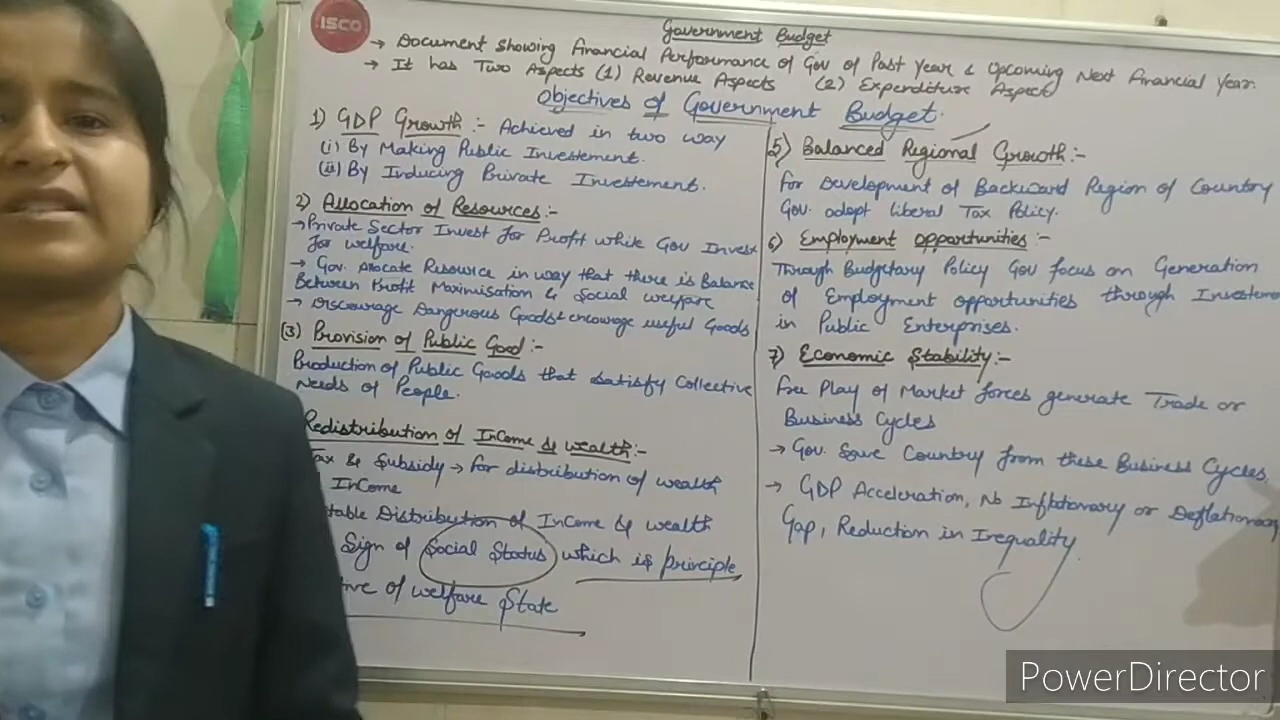 ISCO
Government Budget
→ Document Showing Financial Performance of Gov of Past Year & Upcoming Next Financial Year.
→ It has Two Aspects (1) Revenue Aspects (2) Expenditure Aspect
Objectives of Government Budget.
1) GDP Growth:- Achieved in two way
(i) By Making Public Investement.
(ii) By Inducing Private Investement.
2) Allocation of Resources:-
→ Private Sector Invest for Profit while Gov Invest
for welfare.
→ Gov. Allocate Resource in way that there is Balance
Between Profit Maximisation & Social welfare
→ Discourage Dangerous Goods & encourage useful Goods
(3) Provision of Public Good:-
Production of Public Goods that satisfy Collective
Needs of People.
Redistribution of Income & wealth:-
Tax & Subsidy → for distribution of wealth
Income
table Distribution of Income & wealth
Sign of Social Status which is principle
tive of welfare State
5) Balanced Regional Growth:-
for Development of Backward Region of Country
Gov. adopt liberal Tax Policy.
6) Employment opportunities:-
Through Budgetary Policy Gov focus on Generation
of Employment opportunities through Investeme
in Public Enterprises.
7) Economic Stability:-
Free Play of Market forces generate Trade or
Business Cycles
→ Gov. Save Country from these Business Cycles.
→ GDP Acceleration, No Inflationary or Deflationary
Gap, Reduction in Inequality.
PowerDirector